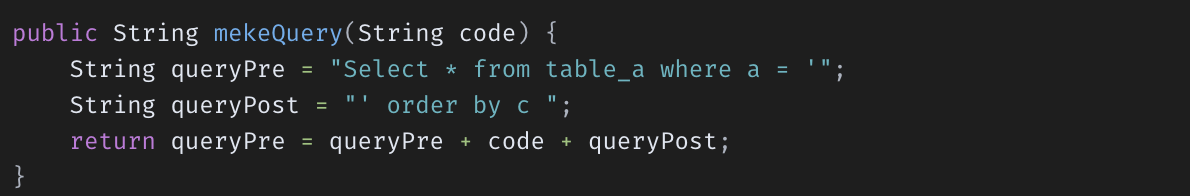 public String mekeQuery(String code) {
    String queryPre = "Select * from table_a where a = '";
    String queryPost = "' order by c ";
    return queryPre = queryPre + code + queryPost;
}